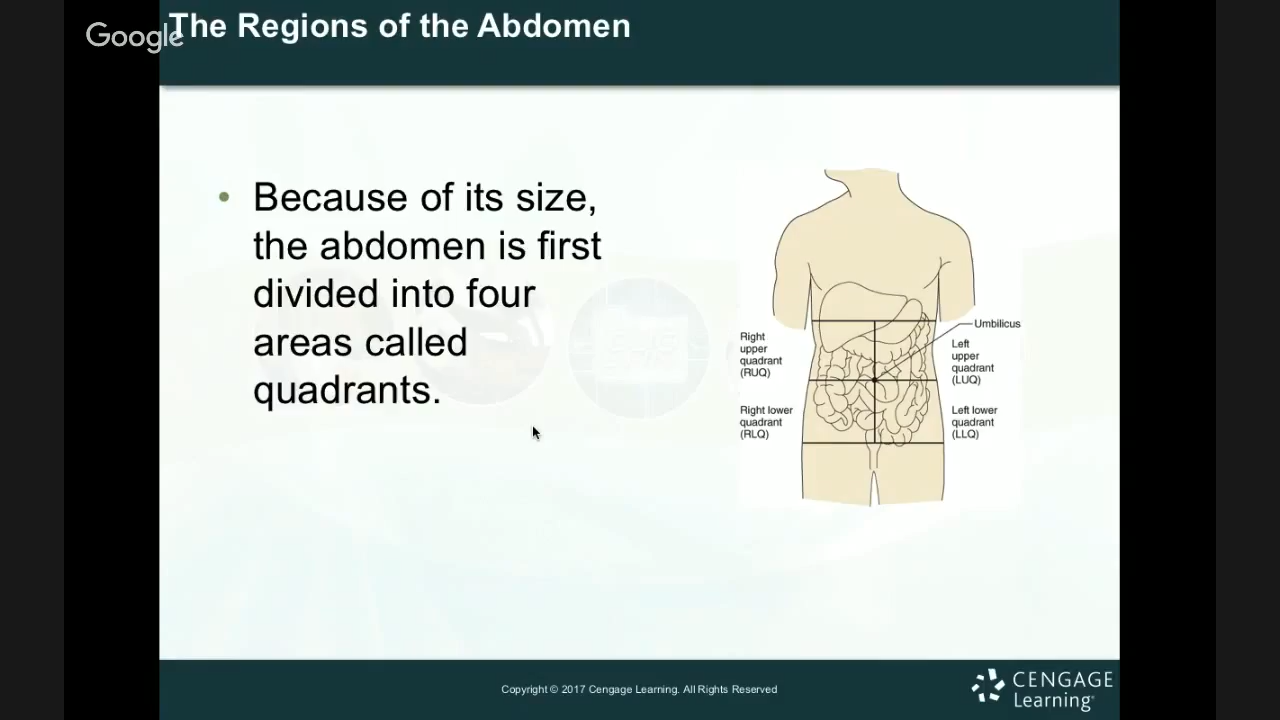 The Regions of the Abdomen
Google
• Because of its size,
the abdomen is first
divided into four
areas called
quadrants.
Umbilicus
Right
upper
quadrant
(RUQ)
Left
upper
quadrant
(LUQ)
Right lower
quadrant
(RLQ)
Left lower
quadrant
(LLQ)
Copyright © 2017 Cengage Learning. All Rights Reserved
CENGAGE
Learning®